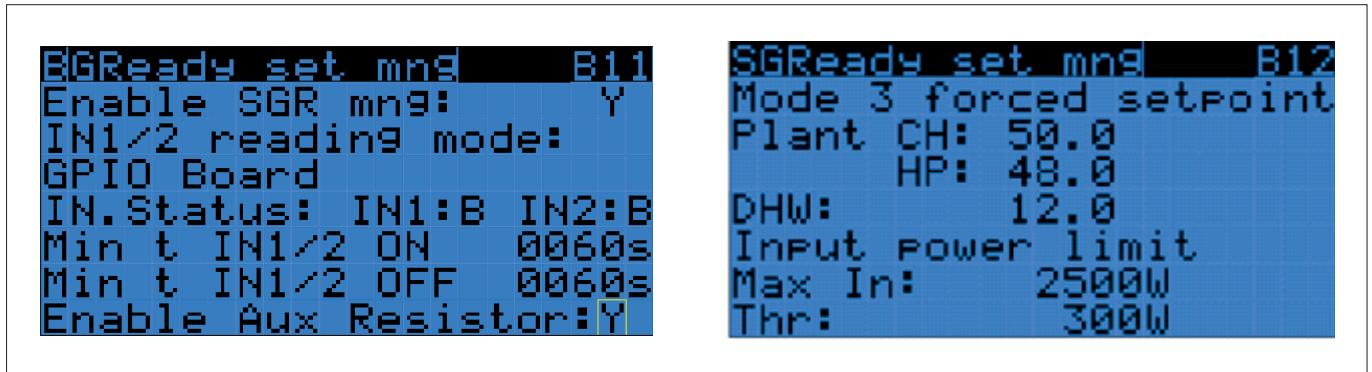 BGReady set mng B11
Enable SGR mng: Y
IN1/2 reading mode:
GPIO Board
IN.Status: IN1:B IN2:B
Min t IN1/2 ON 0060s
Min t IN1/2 OFF 0060s
Enable Aux Resistor:Y
SGReady set mng B12
Mode 3 forced setpoint
Plant CH: 50.0
HP: 48.0
DHW: 12.0
Input power limit
Max In: 2500W
Thr: 300W